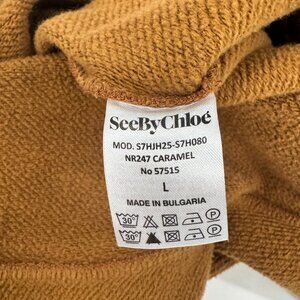 SeeByChloé
MOD. S7HJH25-S7H080
NR247 CARAMEL
No 57515
L
MADE IN BULGARIA
30° P
30° P